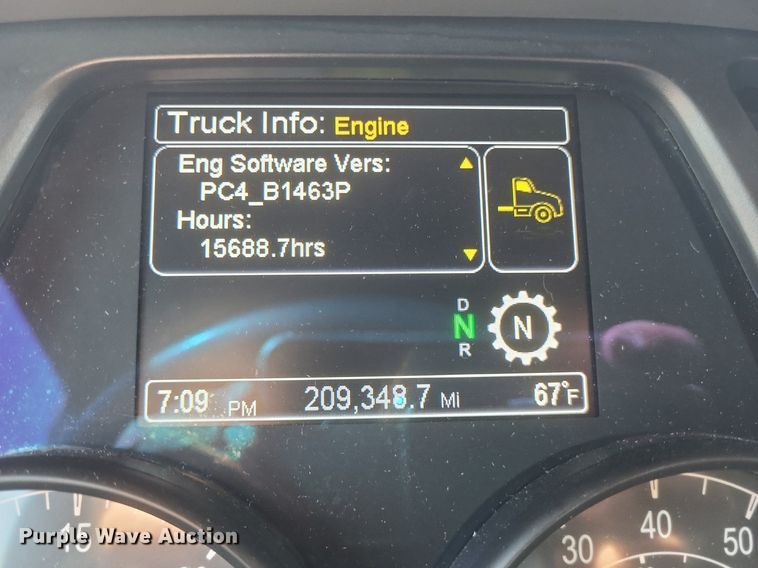 Truck Info: Engine
Eng Software Vers:
PC4_B1463P
Hours:
15688.7hrs
D
N
R
N
7:09 PM 209,348.7 Mi 67°F
15
30 40 50
Purple Wave Auction